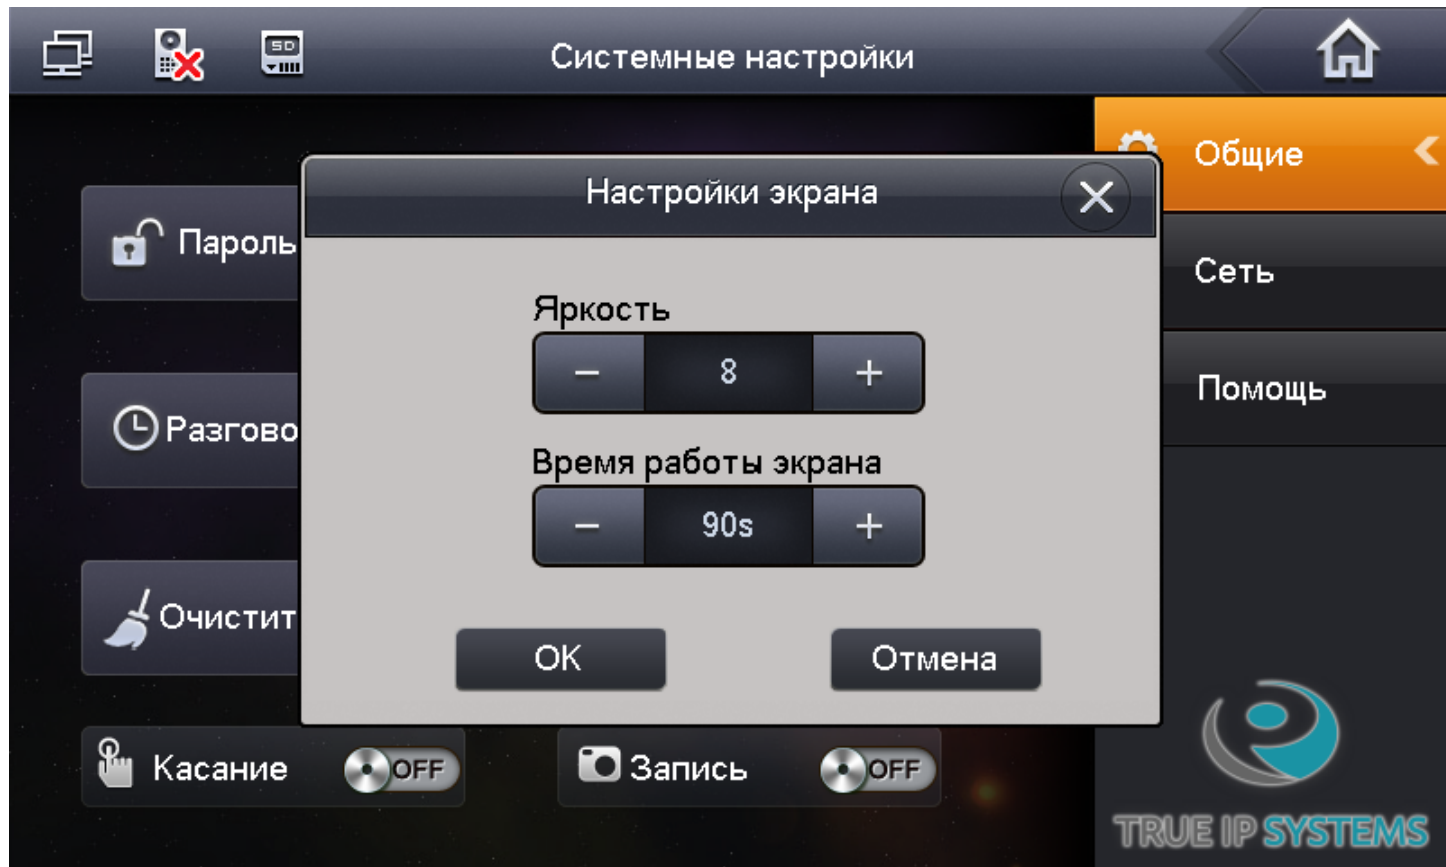 SD
Системные настройки
Общие
Настройки экрана
Пароль
Сеть
Яркость
- 8 +
Помощь
Разгово
Время работы экрана
- 90s +
Очистит
OK
Отмена
Касание OFF
Запись OFF
TRUE IP SYSTEMS